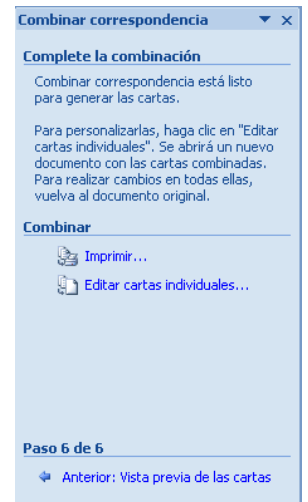 Combinar correspondencia
Complete la combinación
Combinar correspondencia está listo
para generar las cartas.
Para personalizarlas, haga clic en "Editar
cartas individuales". Se abrirá un nuevo
documento con las cartas combinadas.
Para realizar cambios en todas ellas,
vuelva al documento original.
Combinar
Imprimir...
Editar cartas individuales...
Paso 6 de 6
Anterior: Vista previa de las cartas